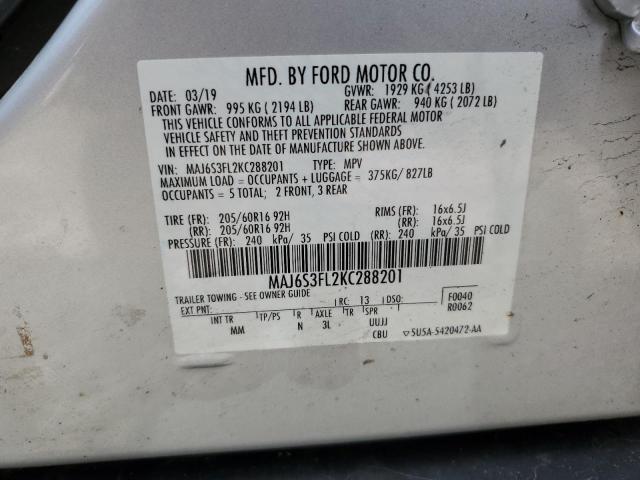 MFD. BY FORD MOTOR CO.
DATE: 03/19 GVWR: 1929 KG ( 4253 LB)
FRONT GAWR: 995 KG ( 2194 LB) REAR GAWR: 940 KG ( 2072 LB)
THIS VEHICLE CONFORMS TO ALL APPLICABLE FEDERAL MOTOR
VEHICLE SAFETY AND THEFT PREVENTION STANDARDS
IN EFFECT ON THE DATE OF MANUFACTURE SHOWN ABOVE.
VIN: MAJ6S3FL2KC288201 TYPE: MPV
MAXIMUM LOAD = OCCUPANTS + LUGGAGE = 375KG/ 827LB
OCCUPANTS = 5 TOTAL; 2 FRONT, 3 REAR
TIRE (FR): 205/60R16 92H RIMS (FR): 16x6.5J
(RR): 205/60R16 92H (RR): 16x6.5J
PRESSURE (FR): 240 kPa/ 35 PSI COLD (RR): 240 kPa/ 35 PSI COLD
MAJ6S3FL2KC288201
TRAILER TOWING - SEE OWNER GUIDE
EXT PNT: RC: 13 DSO: F0040
R0062
INT TR TP/PS R AXLE TR SPR
MM N 3L UUJJ
CBU 5U5A-5420472-AA